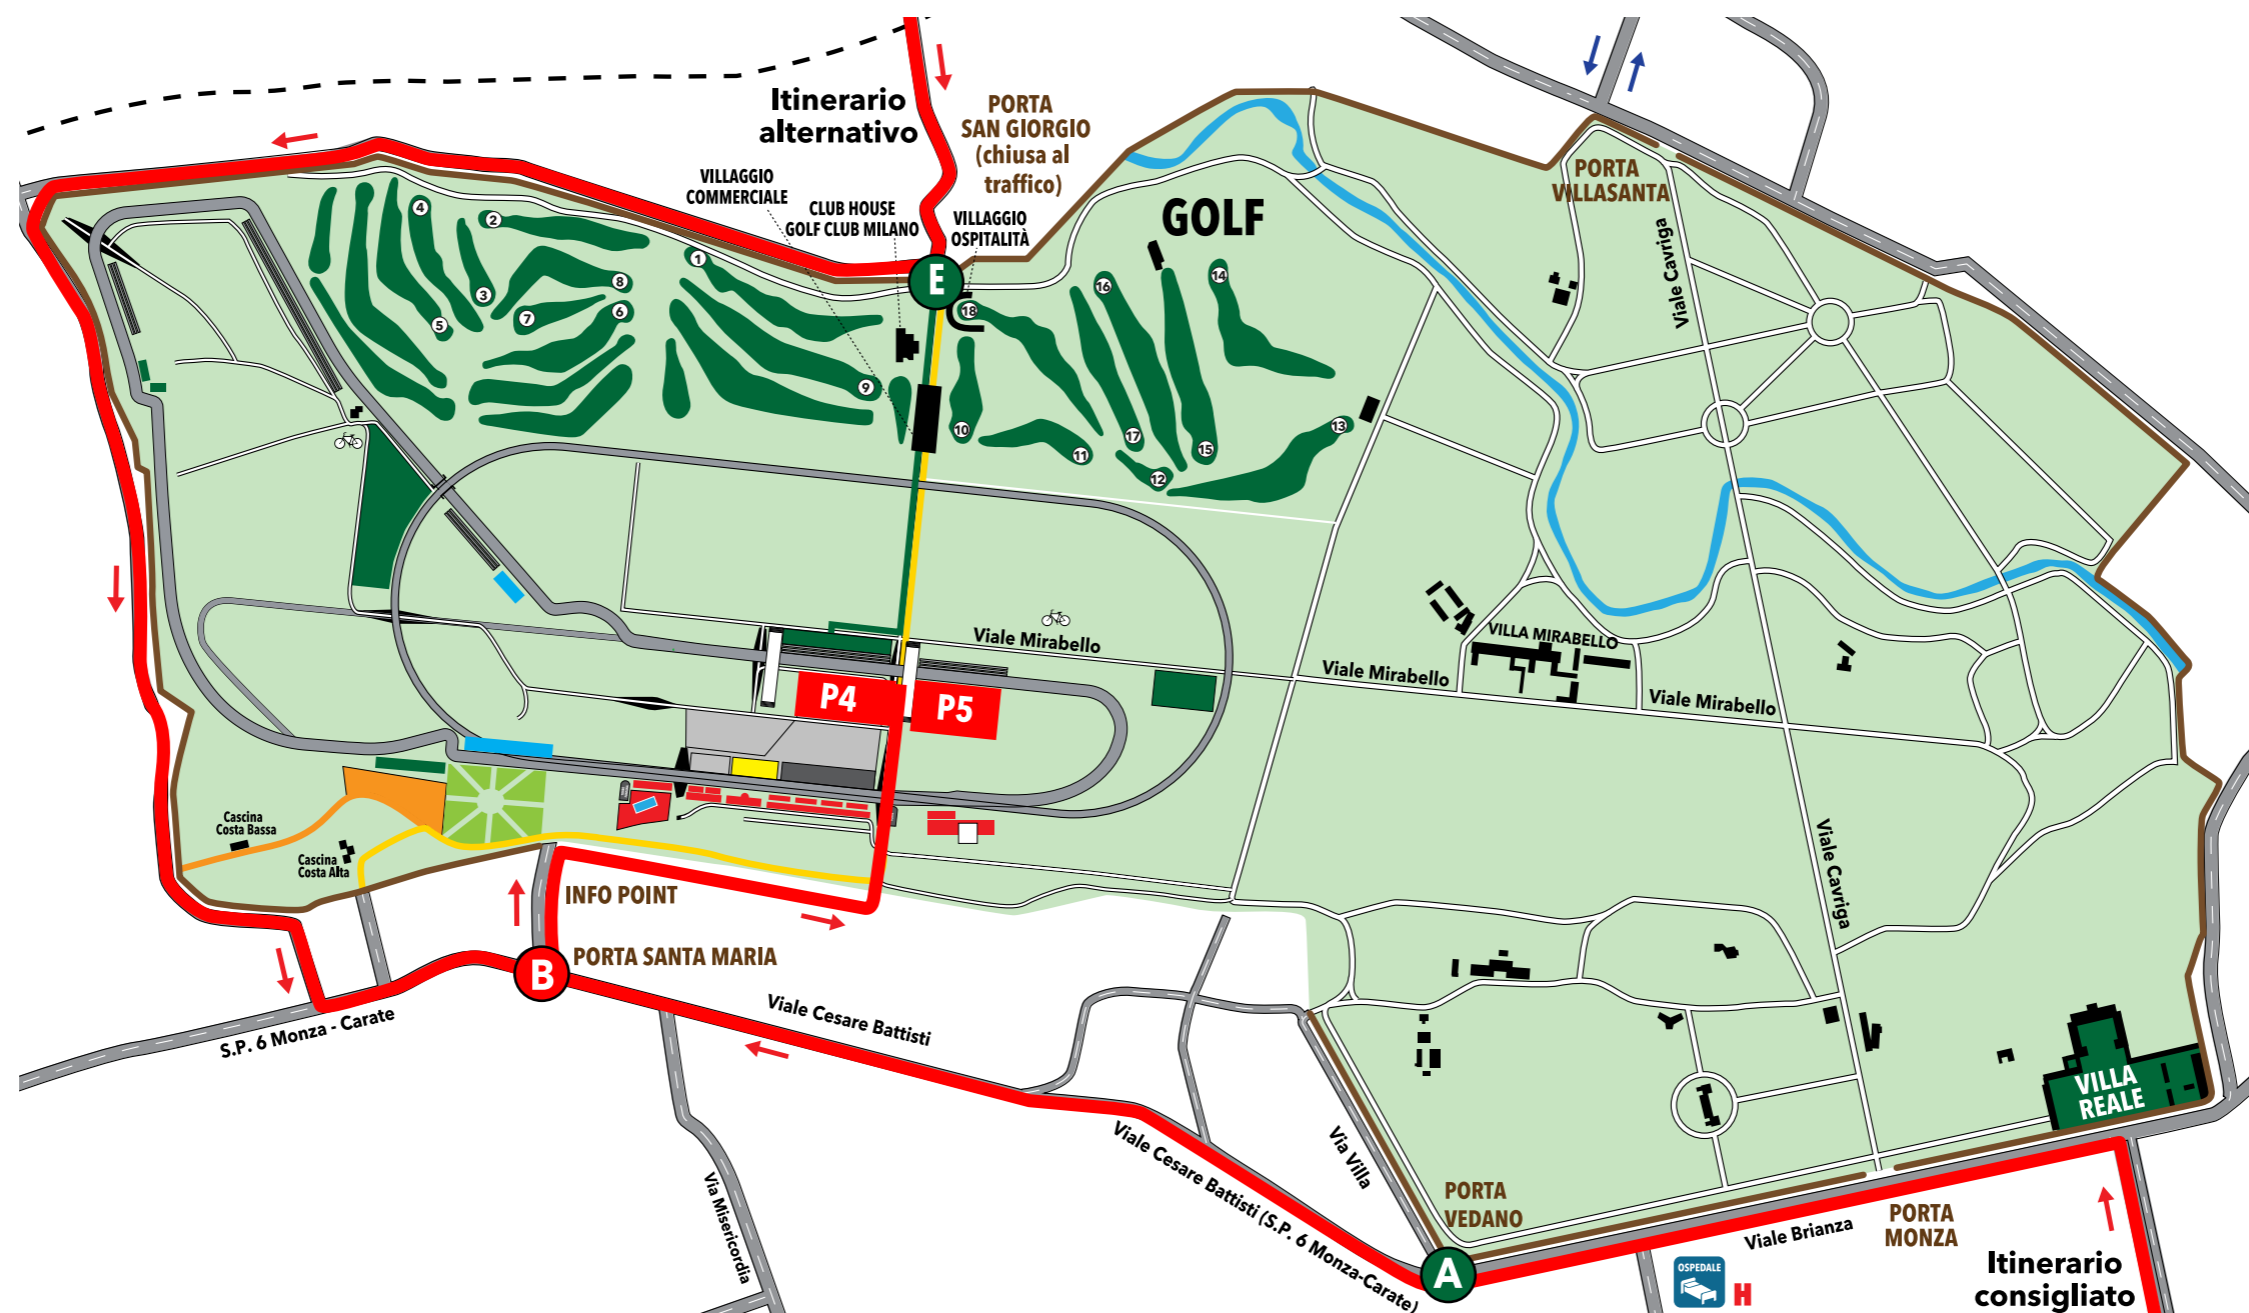 Itinerario
alternativo
PORTA
SAN GIORGIO
(chiusa al
traffico)
VILLAGGIO
COMMERCIALE
CLUB HOUSE
GOLF CLUB MILANO
VILLAGGIO
OSPITALITÀ
GOLF
PORTA
VILLASANTA
Viale Cavriga
E
1
2
3
4
5
6
7
8
9
10
11
12
13
14
15
16
17
18
Viale Mirabello
VILLA MIRABELLO
Viale Mirabello
Viale Mirabello
P4
P5
Cascina
Costa Bassa
Cascina
Costa Alta
Viale Cavriga
INFO POINT
B
PORTA SANTA MARIA
S.P. 6 Monza - Carate
Viale Cesare Battisti
Viale Cesare Battisti (S.P. 6 Monza-Carate)
Via Misericordia
Via Villa
VILLA
REALE
PORTA
VEDANO
A
Viale Brianza
PORTA
MONZA
OSPEDALE
H
Itinerario
consigliato